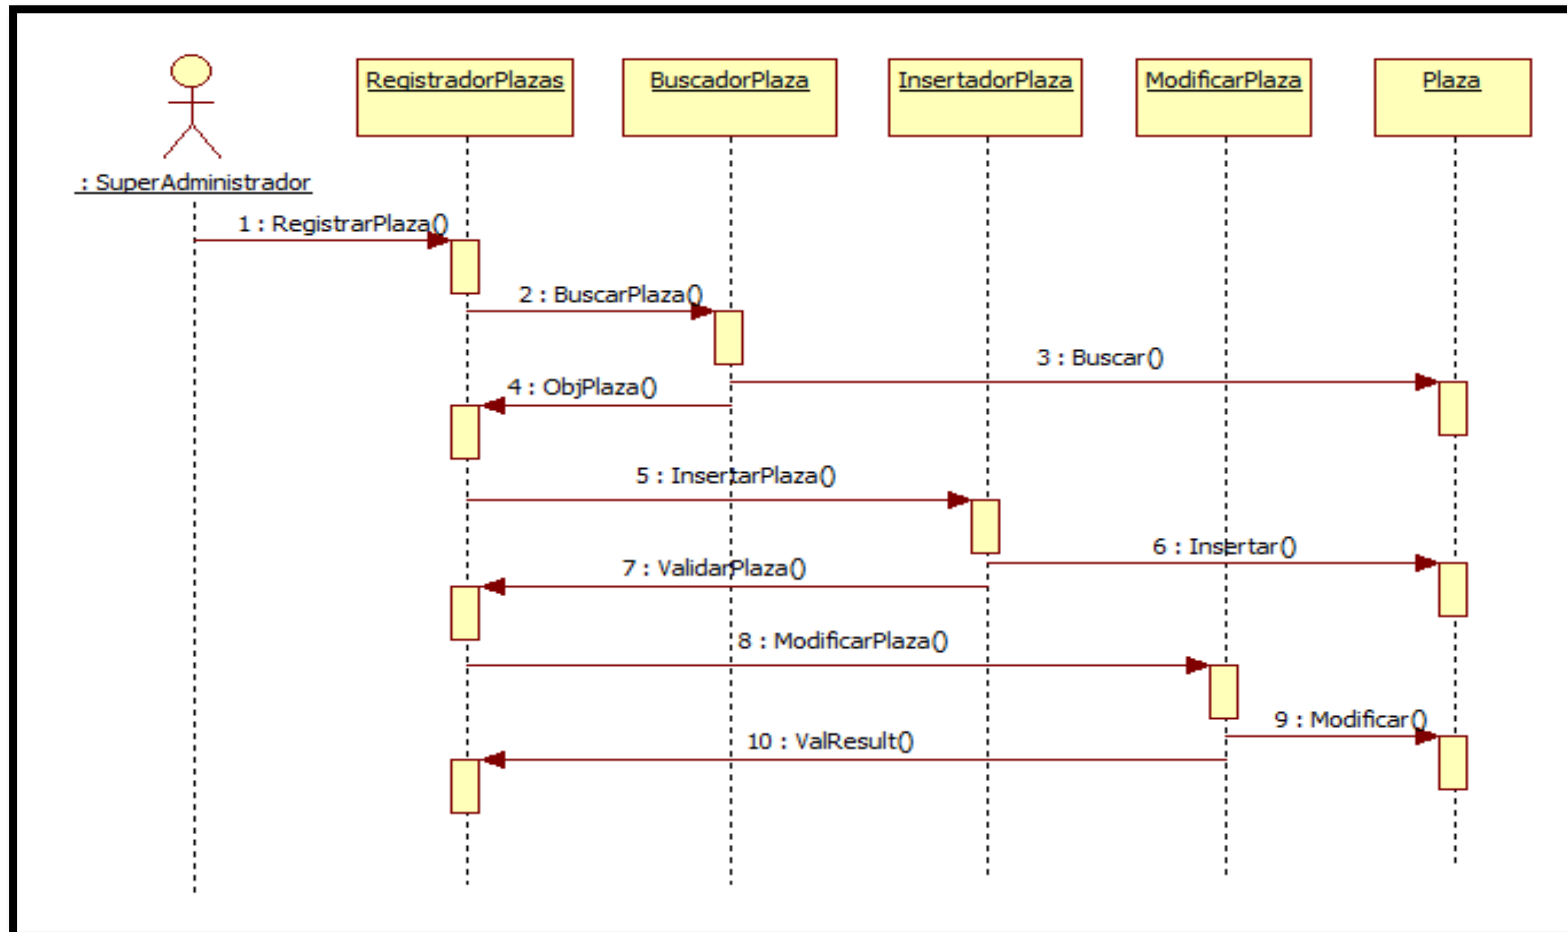 RegistradorPlazas
BuscadorPlaza
InsertadorPlaza
ModificarPlaza
Plaza
: SuperAdministrador
1 : RegistrarPlaza()
2 : BuscarPlaza()
3 : Buscar()
4 : ObjPlaza()
5 : InsertarPlaza()
6 : Insertar()
7 : ValidarPlaza()
8 : ModificarPlaza()
9 : Modificar()
10 : ValResult()